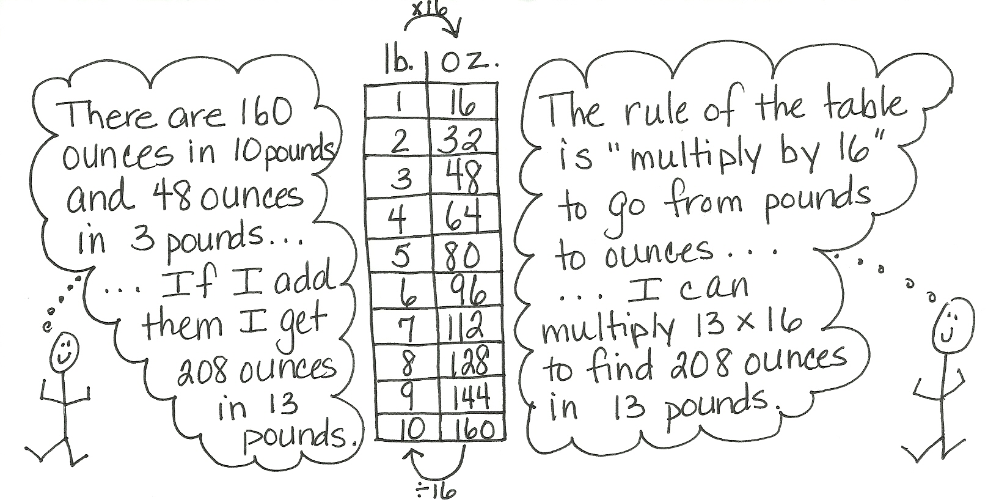 x16
lb. | oz.
1 16
2 32
3 48
4 64
5 80
6 96
7 112
8 128
9 144
10 160
÷16
There are 160
ounces in 10 pounds
and 48 ounces
in 3 pounds...
... If I add
them I get
208 ounces
in 13
pounds.
The rule of the table
is "multiply by 16"
to go from pounds
to ounces....
... I can
multiply 13 x 16
to find 208 ounces
in 13 pounds.